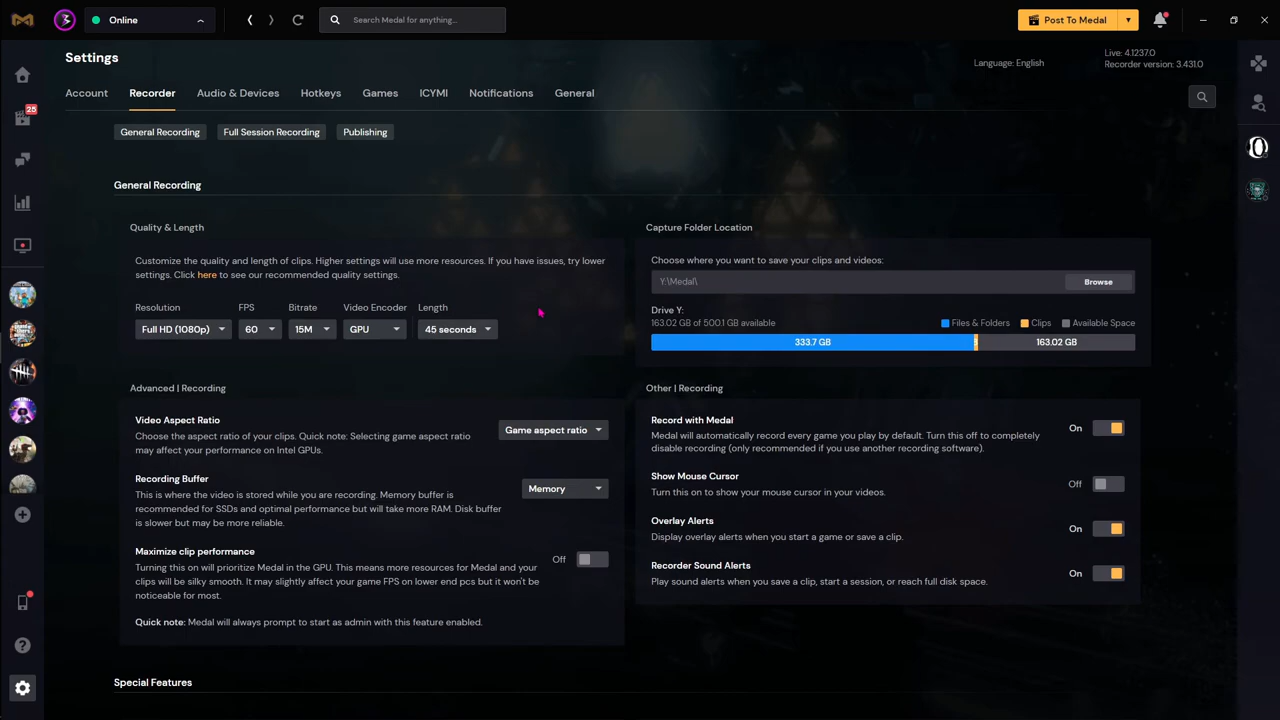 Online
Search Medal for anything...
Post To Medal
Settings
Language: English
Live: 4.1237.0
Recorder version: 3.431.0
Account
Recorder
Audio & Devices
Hotkeys
Games
ICYMI
Notifications
General
25
General Recording
Full Session Recording
Publishing
General Recording
Quality & Length
Customize the quality and length of clips. Higher settings will use more resources. If you have issues, try lower
settings. Click here to see our recommended quality settings.
Resolution
FPS
Bitrate
Video Encoder
Length
Full HD (1080p)
60
15M
GPU
45 seconds
Capture Folder Location
Choose where you want to save your clips and videos:
Y:\Medal\
Browse
Drive Y:
163.02 GB of 500.1 GB available
Files & Folders
Clips
Available Space
333.7 GB
163.02 GB
Advanced | Recording
Video Aspect Ratio
Choose the aspect ratio of your clips. Quick note: Selecting game aspect ratio
may affect your performance on Intel GPUs.
Game aspect ratio
Recording Buffer
This is where the video is stored while you are recording. Memory buffer is
recommended for SSDs and optimal performance but will take more RAM. Disk buffer
is slower but may be more reliable.
Memory
Maximize clip performance
Turning this on will prioritize Medal in the GPU. This means more resources for Medal and your
clips will be silky smooth. It may slightly affect your game FPS on lower end pcs but it won't be
noticeable for most.
Off
Quick note: Medal will always prompt to start as admin with this feature enabled.
Other | Recording
Record with Medal
Medal will automatically record every game you play by default. Turn this off to completely
disable recording (only recommended if you use another recording software).
On
Show Mouse Cursor
Turn this on to show your mouse cursor in your videos.
Off
Overlay Alerts
Display overlay alerts when you start a game or save a clip.
On
Recorder Sound Alerts
Play sound alerts when you save a clip, start a session, or reach full disk space.
On
Special Features